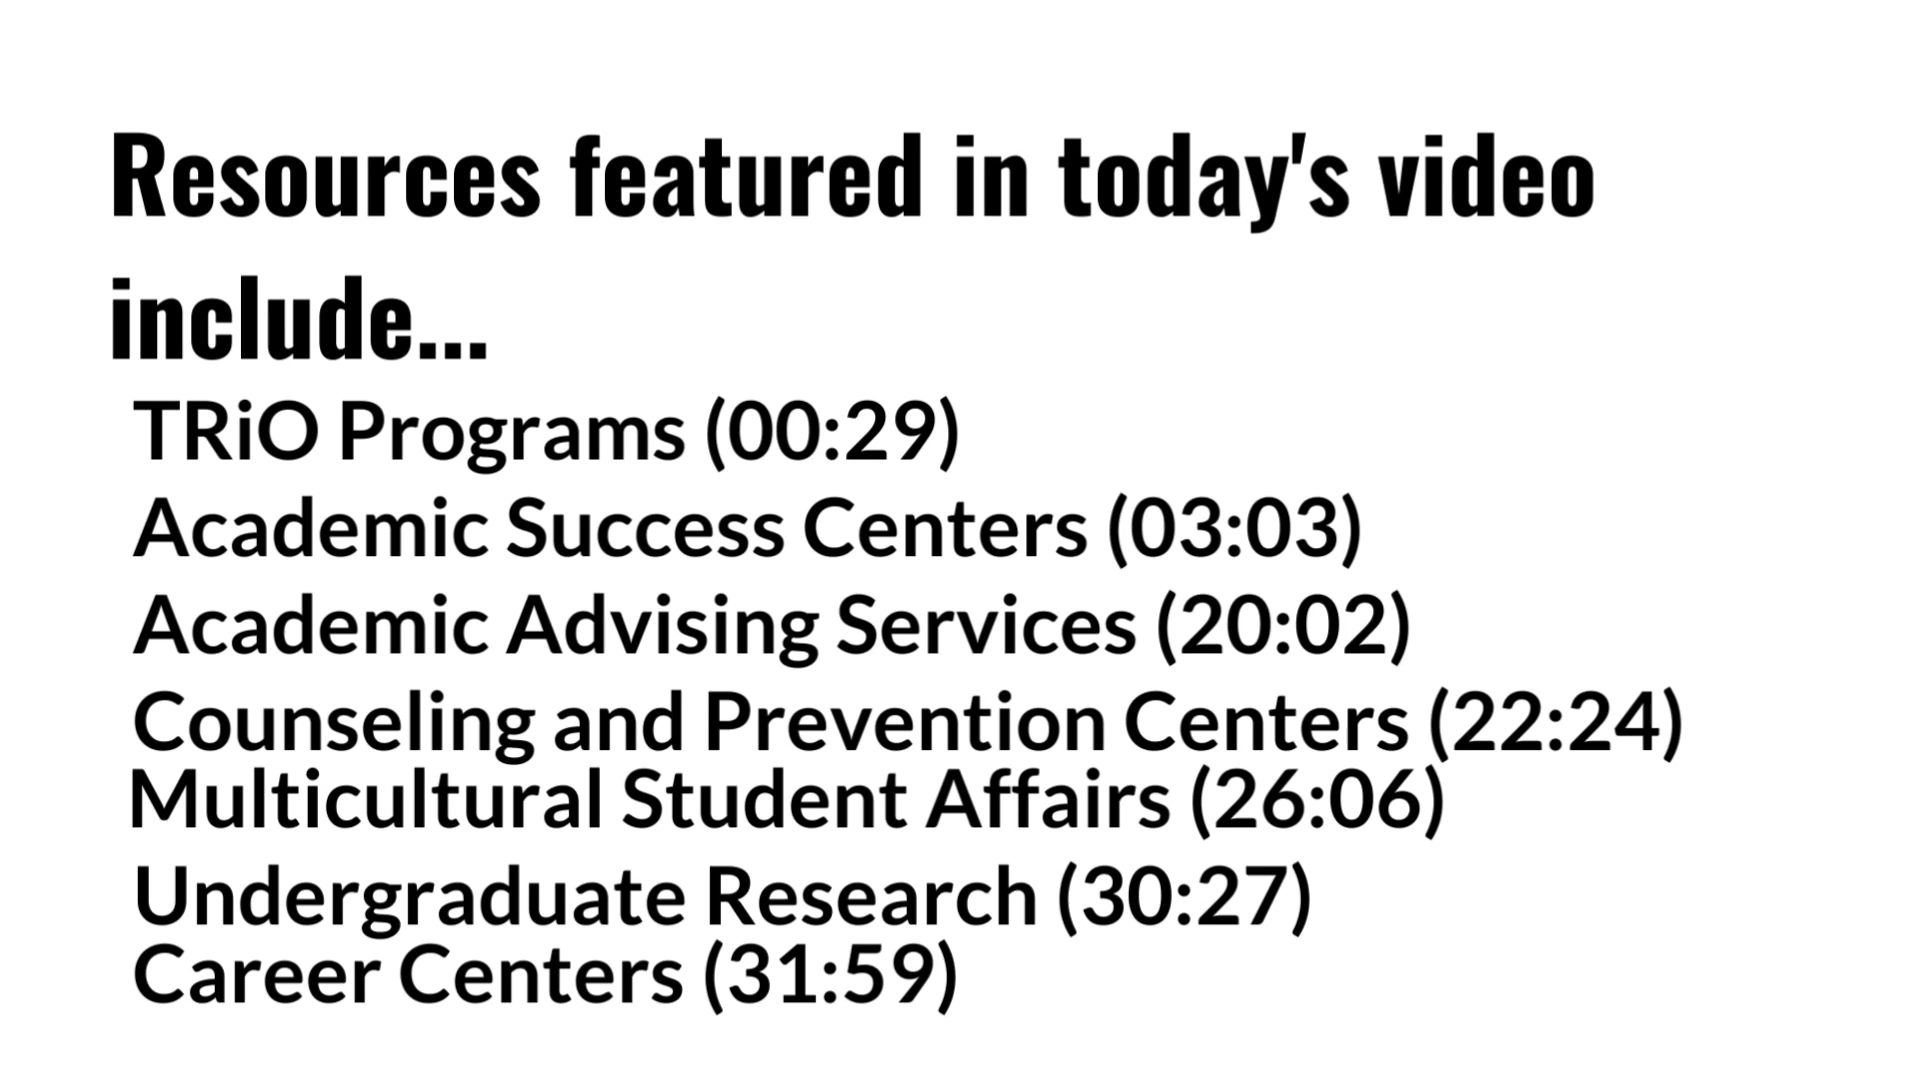 Resources featured in today's video
include...
TRiO Programs (00:29)
Academic Success Centers (03:03)
Academic Advising Services (20:02)
Counseling and Prevention Centers (22:24)
Multicultural Student Affairs (26:06)
Undergraduate Research (30:27)
Career Centers (31:59)